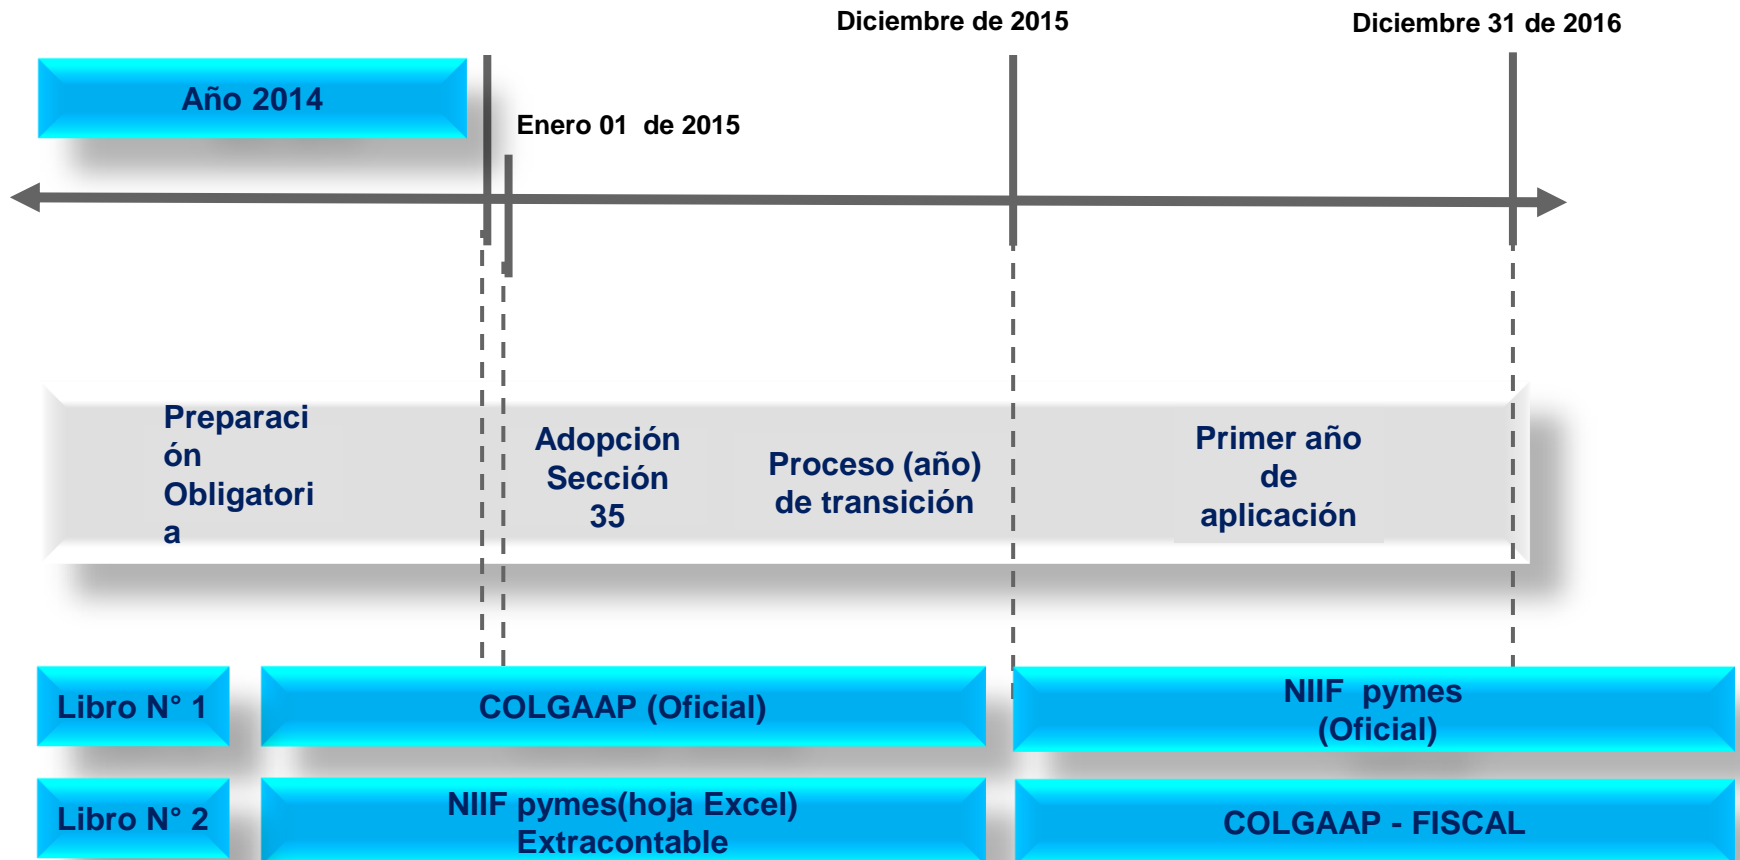 Diciembre de 2015
Diciembre 31 de 2016
Año 2014
Enero 01  de 2015
Preparaci
ón
Obligatori
a
Adopción
Sección
35
Proceso (año)
de transición
Primer año
de
aplicación
Libro N° 1
COLGAAP (Oficial)
NIIF  pymes
(Oficial)
Libro N° 2
NIIF pymes(hoja Excel)
Extracontable
COLGAAP - FISCAL